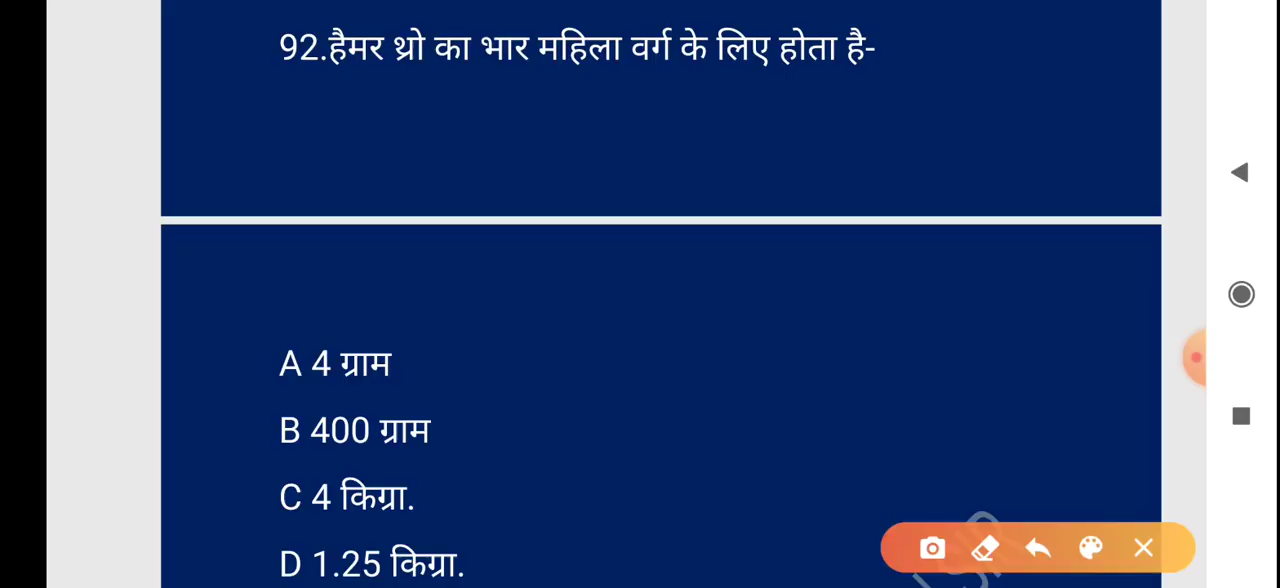 92.हैमर थ्रो का भार महिला वर्ग के लिए होता है-
A 4 ग्राम
B 400 ग्राम
C 4 किग्रा.
D 1.25 किग्रा.